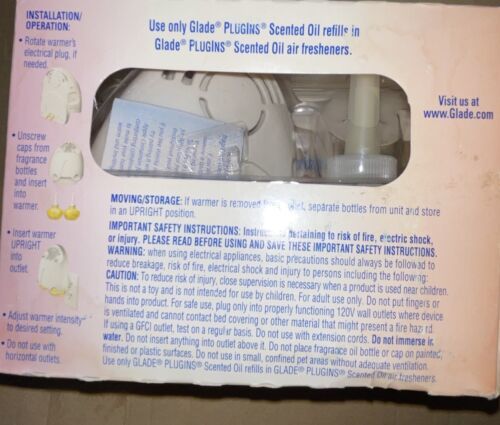 INSTALLATION/
OPERATION:
• Rotate warmer's
electrical plug, if
needed.
• Unscrew
caps from
fragrance
bottles
and insert
into
warmer.
• Insert warmer
UPRIGHT
into
outlet.
• Adjust warmer intensity
to desired setting.
• Do not use with
horizontal outlets.
Use only Glade® PLUGINS® Scented Oil refills in
Glade® PLUGINS® Scented Oil air fresheners.
Visit us at
www.Glade.com.
MOVING/STORAGE: If warmer is removed from outlet, separate bottles from unit and store
in an UPRIGHT position.
IMPORTANT SAFETY INSTRUCTIONS: Instructions pertaining to risk of fire, electric shock,
or injury. PLEASE READ BEFORE USING AND SAVE THESE IMPORTANT SAFETY INSTRUCTIONS.
WARNING: when using electrical appliances, basic precautions should always be followed to
reduce breakage, risk of fire, electrical shock and injury to persons including the following:
CAUTION: To reduce risk of injury, close supervision is necessary when a product is used near children.
This is not a toy and is not intended for use by children. For adult use only. Do not put fingers or
hands into product. For safe use, plug only into properly functioning 120V wall outlets where device
is ventilated and cannot contact bed covering or other material that might present a fire hazard.
If using a GFCI outlet, test on a regular basis. Do not use with extension cords. Do not immerse in
water. Do not insert anything into outlet above it. Do not place fragrance oil bottle or cap on painted,
finished or plastic surfaces. Do not use in small, confined pet areas without adequate ventilation.
Use only GLADE® PLUGINS® Scented Oil refills in GLADE® PLUGINS® Scented Oil air fresheners.